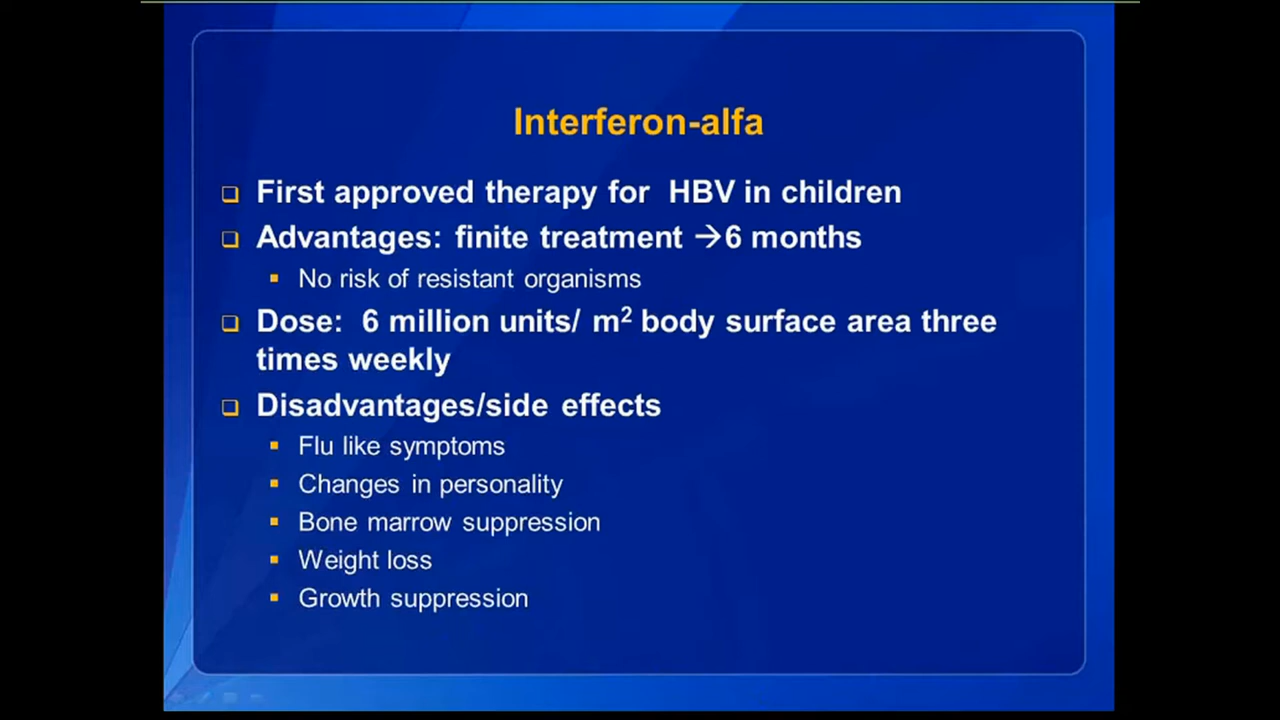 Interferon-alfa
❑ First approved therapy for HBV in children
❑ Advantages: finite treatment →6 months
▪ No risk of resistant organisms
❑ Dose: 6 million units/ m² body surface area three
times weekly
❑ Disadvantages/side effects
▪ Flu like symptoms
▪ Changes in personality
▪ Bone marrow suppression
▪ Weight loss
▪ Growth suppression